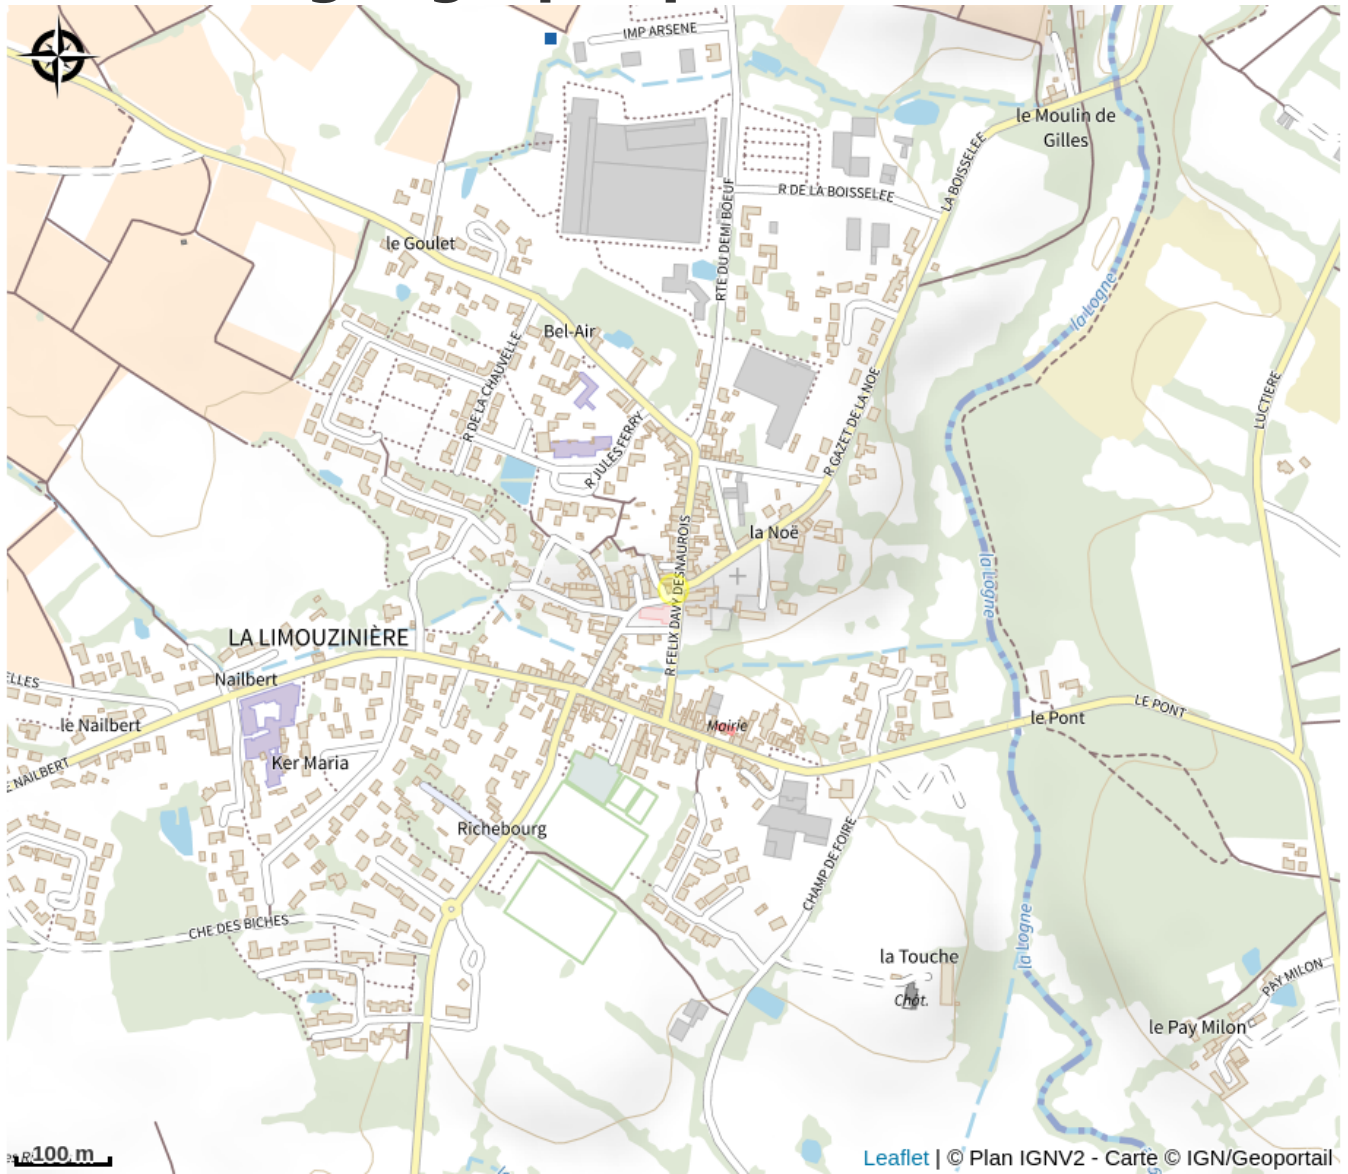 IMP ARSENE
le Moulin de
Gilles
LA BOISSELEE
R DE LA BOISSELEE
RTE DU DEMI BOEUF
le Goulet
la Logne
Bel-Air
R DE LA CHAUVELLE
R GAZET DE LA NOE
LUCTIERE
R JULES FERRY
la Noë
R FELIX DAVY DESNAUROIS
la Logne
LA LIMOUZINIÈRE
ELLES
Nailbert
le Nailbert
Mairie
le Pont
LE PONT
E NAILBERT
Ker Maria
Richebourg
CHAMP DE FOIRE
CHE DES BICHES
la Logne
la Touche
Chât.
PAY MILON
le Pay Milon
100 m
Leaflet | © Plan IGNV2 - Carte © IGN/Geoportail